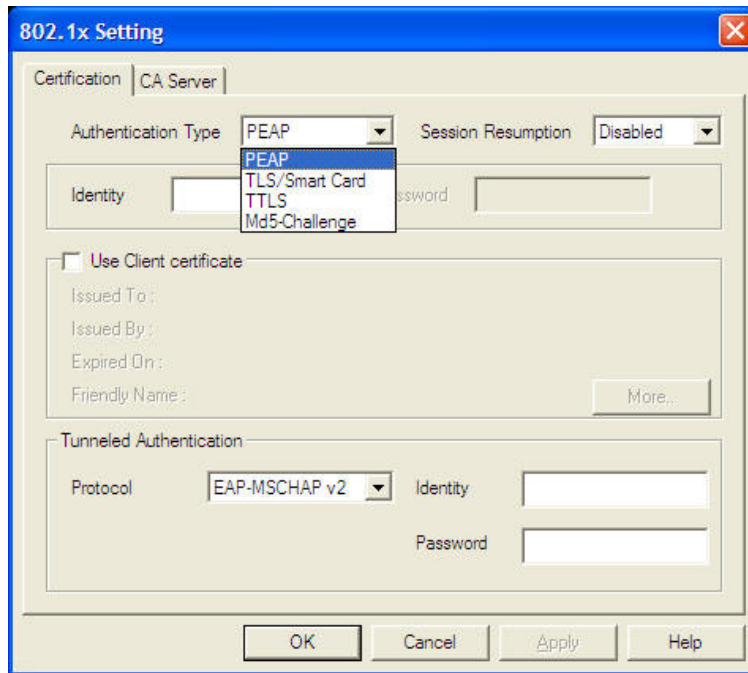 802.1x Setting
Certification CA Server
Authentication Type PEAP Session Resumption Disabled
PEAP
TLS/Smart Card
TTLS
Md5-Challenge
Identity ssword
Use Client certificate
Issued To :
Issued By :
Expired On :
Friendly Name : More..
Tunneled Authentication
Protocol EAP-MSCHAP v2 Identity
Password
OK Cancel Apply Help